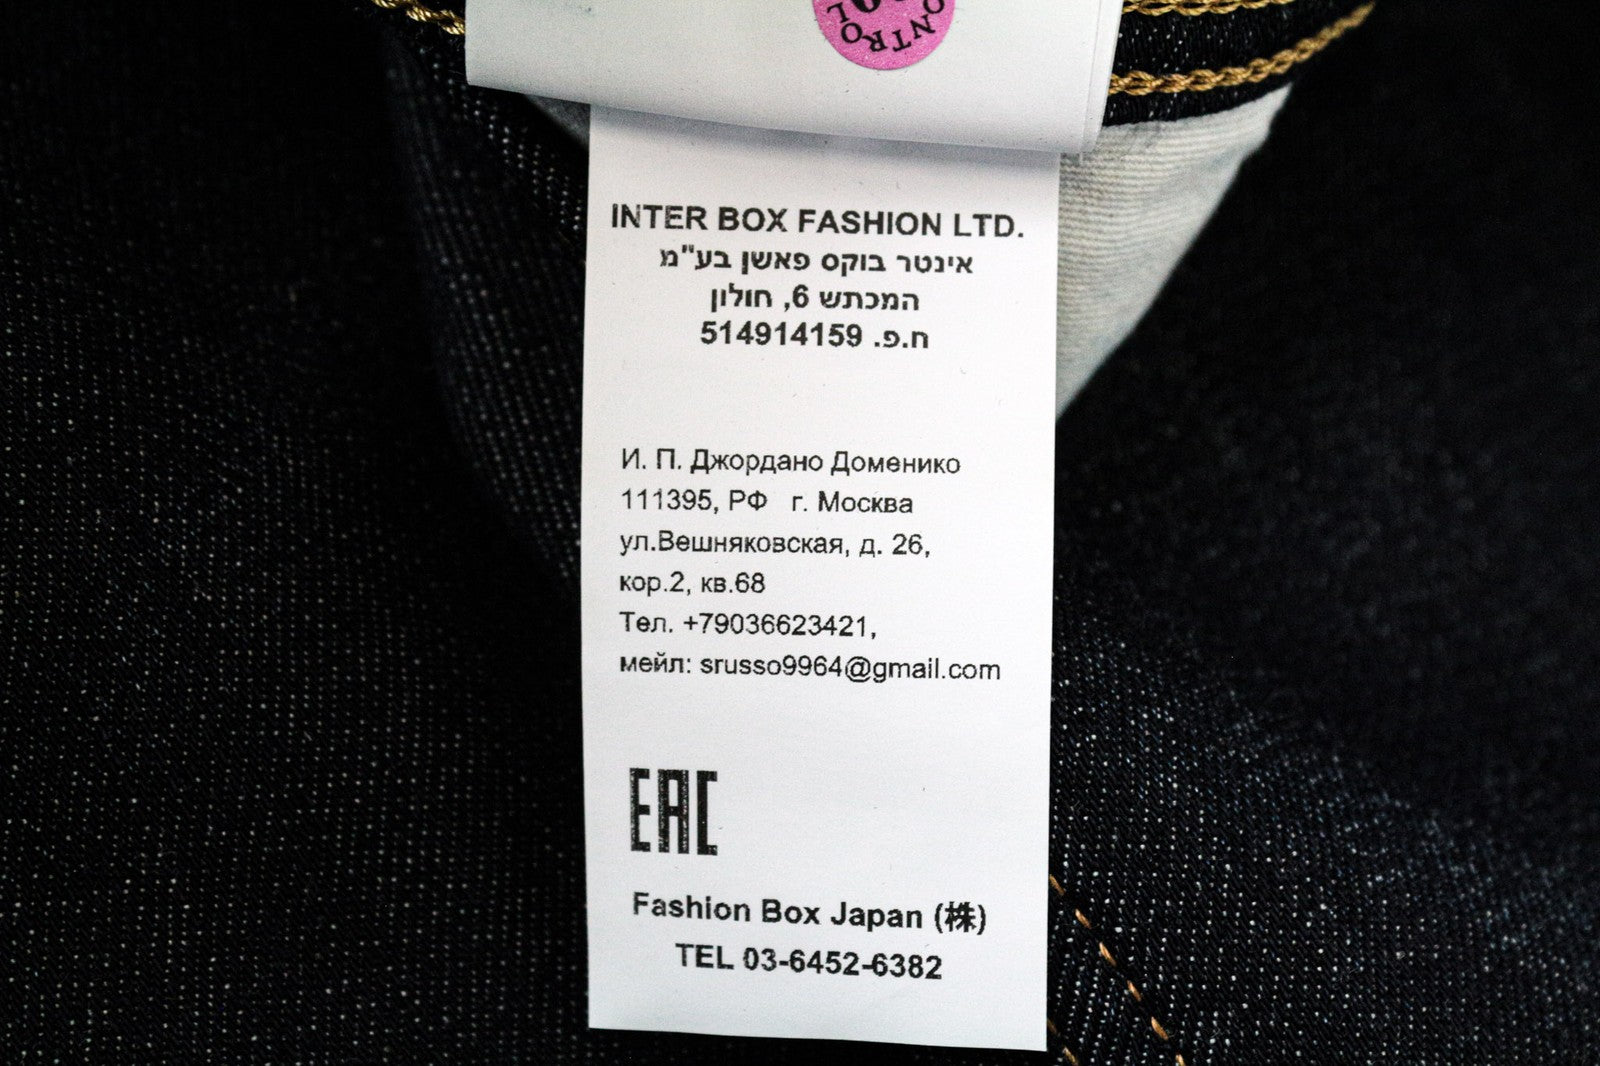 CONTROL
INTER BOX FASHION LTD.
אינטר בוקס פאשן בע"מ
המכתש 6, חולון
ח.פ. 514914159
И. П. Джордано Доменико
111395, РФ г. Москва
ул.Вешняковская, д. 26,
кор.2, кв.68
Тел. +79036623421,
мейл: srusso9964@gmail.com
EAC
Fashion Box Japan (株)
TEL 03-6452-6382